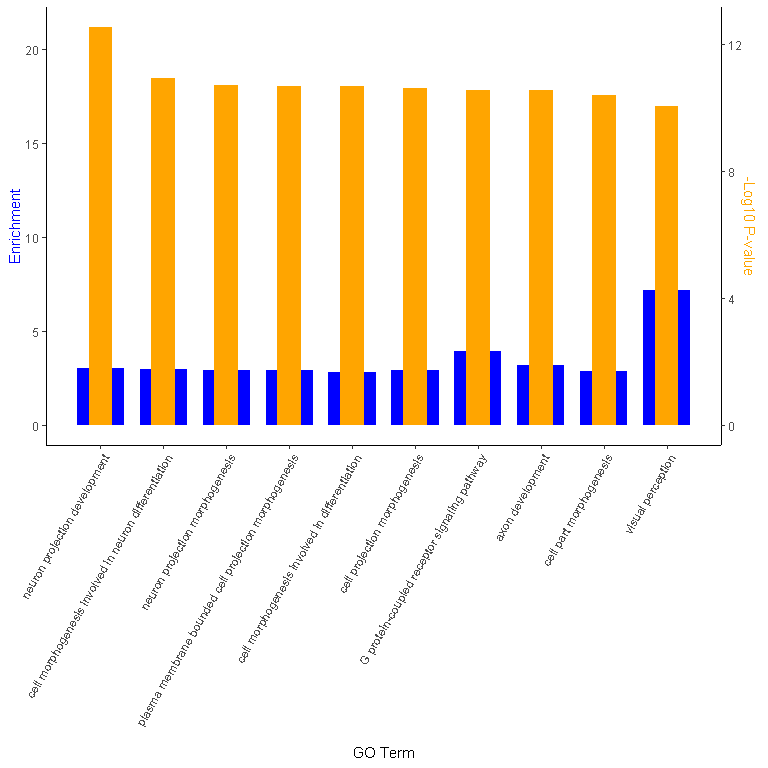 20
15
10
5
0
Enrichment
12
8
4
0
-Log10 P-value
neuron projection development
cell morphogenesis involved in neuron differentiation
neuron projection morphogenesis
plasma membrane bounded cell projection morphogenesis
cell morphogenesis involved in differentiation
cell projection morphogenesis
G protein-coupled receptor signaling pathway
axon development
cell part morphogenesis
visual perception
GO Term